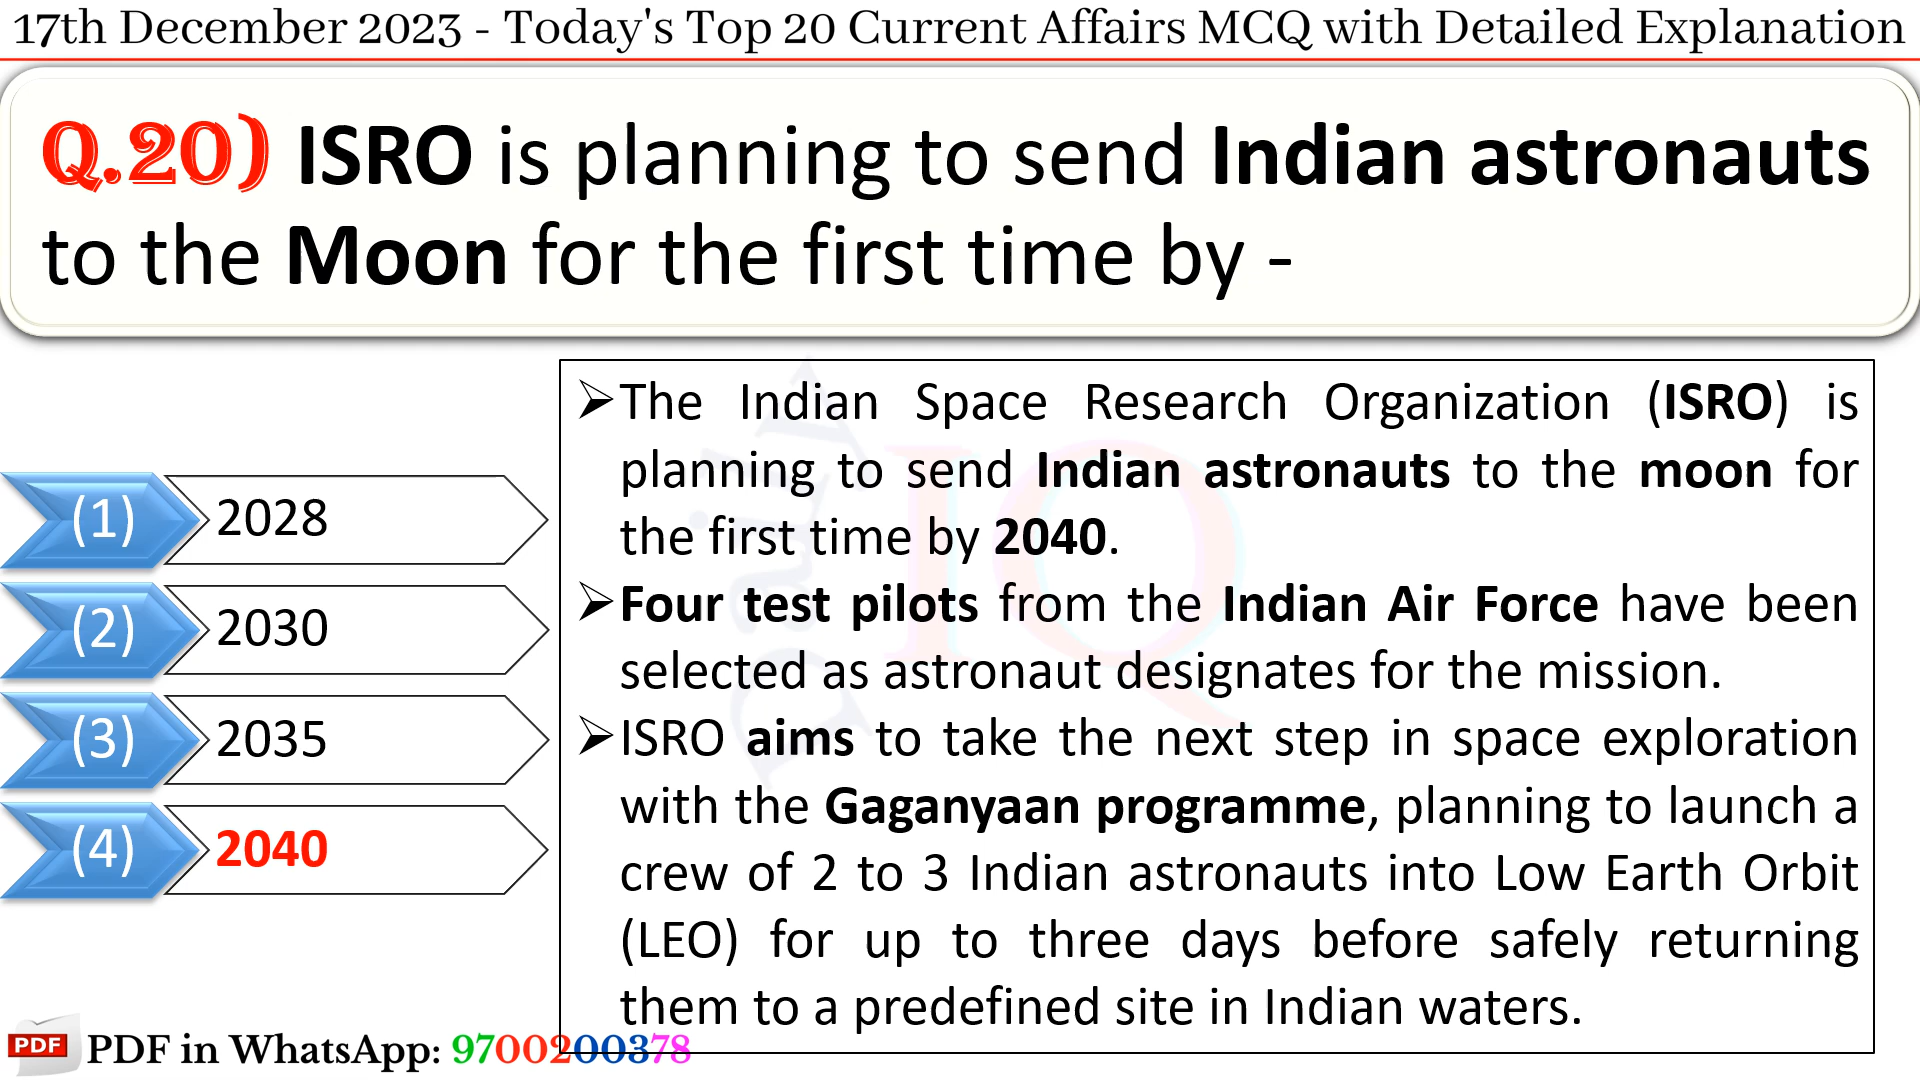 17th December 2023 - Today's Top 20 Current Affairs MCQ with Detailed Explanation
Q.20) ISRO is planning to send Indian astronauts
to the Moon for the first time by -
(1) 2028
(2) 2030
(3) 2035
(4) 2040
➢The Indian Space Research Organization (ISRO) is
planning to send Indian astronauts to the moon for
the first time by 2040.
➢Four test pilots from the Indian Air Force have been
selected as astronaut designates for the mission.
➢ISRO aims to take the next step in space exploration
with the Gaganyaan programme, planning to launch a
crew of 2 to 3 Indian astronauts into Low Earth Orbit
(LEO) for up to three days before safely returning
them to a predefined site in Indian waters.
Daily
IQ
PDF PDF in WhatsApp: 9700200378